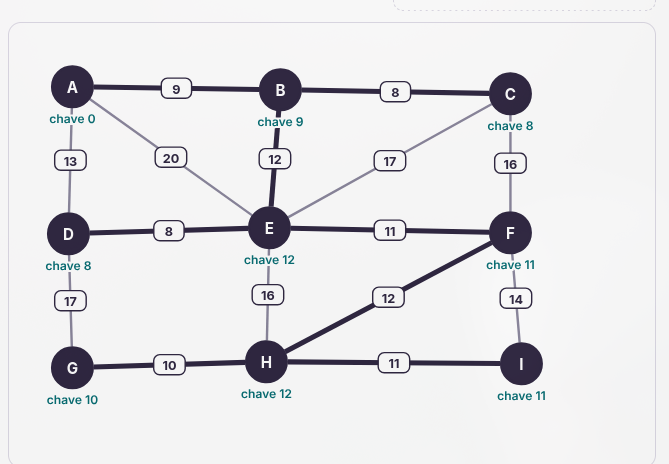 A
9
B
8
C
chave 0
chave 9
chave 8
13
20
12
17
16
D
8
E
11
F
chave 8
chave 12
chave 11
17
16
12
14
G
10
H
11
I
chave 10
chave 12
chave 11